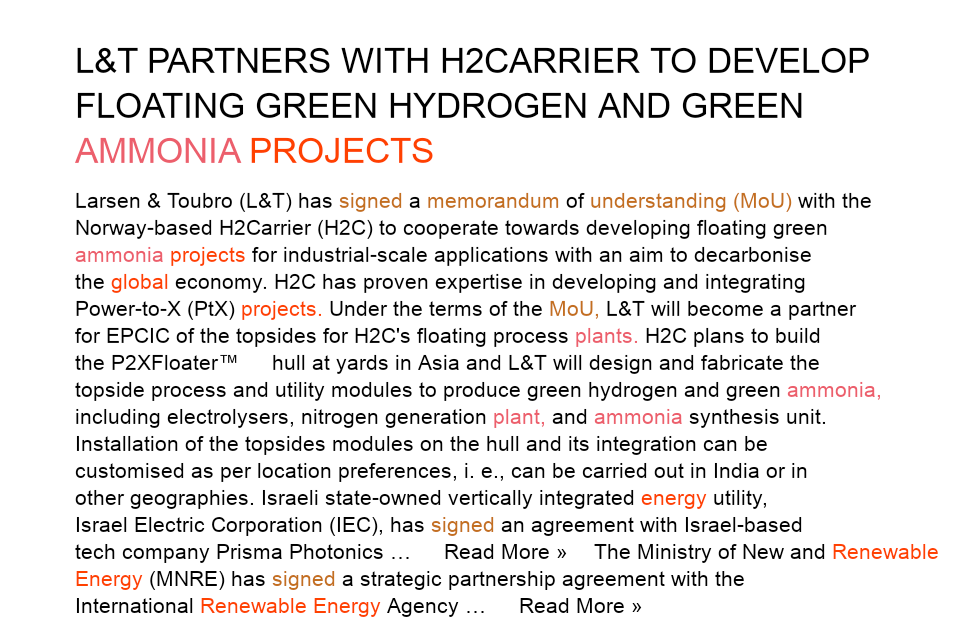 L&T PARTNERS WITH H2CARRIER TO DEVELOP
FLOATING GREEN HYDROGEN AND GREEN
AMMONIA PROJECTS
Larsen & Toubro (L&T) has signed a memorandum of understanding (MoU) with the
Norway-based H2Carrier (H2C) to cooperate towards developing floating green
ammonia projects for industrial-scale applications with an aim to decarbonise
the global economy. H2C has proven expertise in developing and integrating
Power-to-X (PtX) projects. Under the terms of the MoU, L&T will become a partner
for EPCIC of the topsides for H2C's floating process plants. H2C plans to build
the P2XFloater™ hull at yards in Asia and L&T will design and fabricate the
topside process and utility modules to produce green hydrogen and green ammonia,
including electrolysers, nitrogen generation plant, and ammonia synthesis unit.
Installation of the topsides modules on the hull and its integration can be
customised as per location preferences, i. e., can be carried out in India or in
other geographies. Israeli state-owned vertically integrated energy utility,
Israel Electric Corporation (IEC), has signed an agreement with Israel-based
tech company Prisma Photonics … Read More » The Ministry of New and Renewable
Energy (MNRE) has signed a strategic partnership agreement with the
International Renewable Energy Agency … Read More »